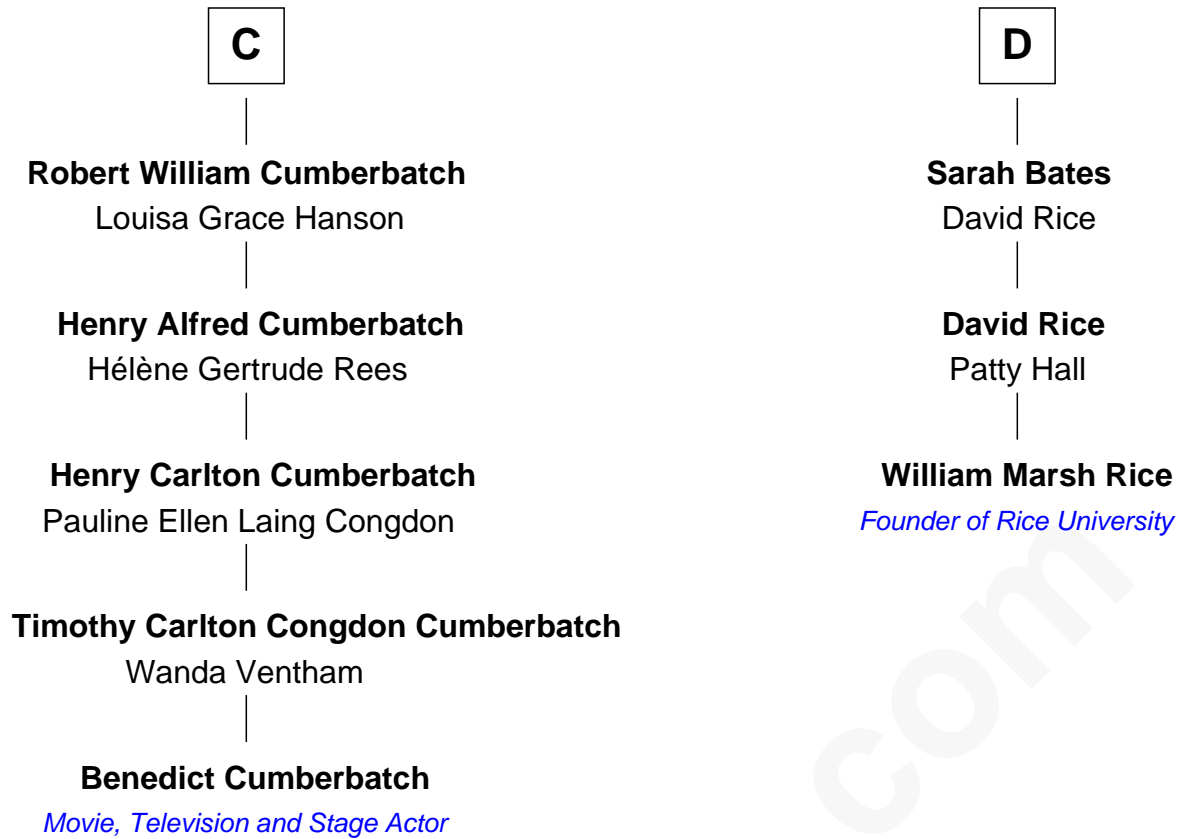 C
Robert William Cumberbatch
Louisa Grace Hanson
Henry Alfred Cumberbatch
Hélène Gertrude Rees
Henry Carlton Cumberbatch
Pauline Ellen Laing Congdon
Timothy Carlton Congdon Cumberbatch
Wanda Ventham
Benedict Cumberbatch
Movie, Television and Stage Actor
D
Sarah Bates
David Rice
David Rice
Patty Hall
William Marsh Rice
Founder of Rice University
com